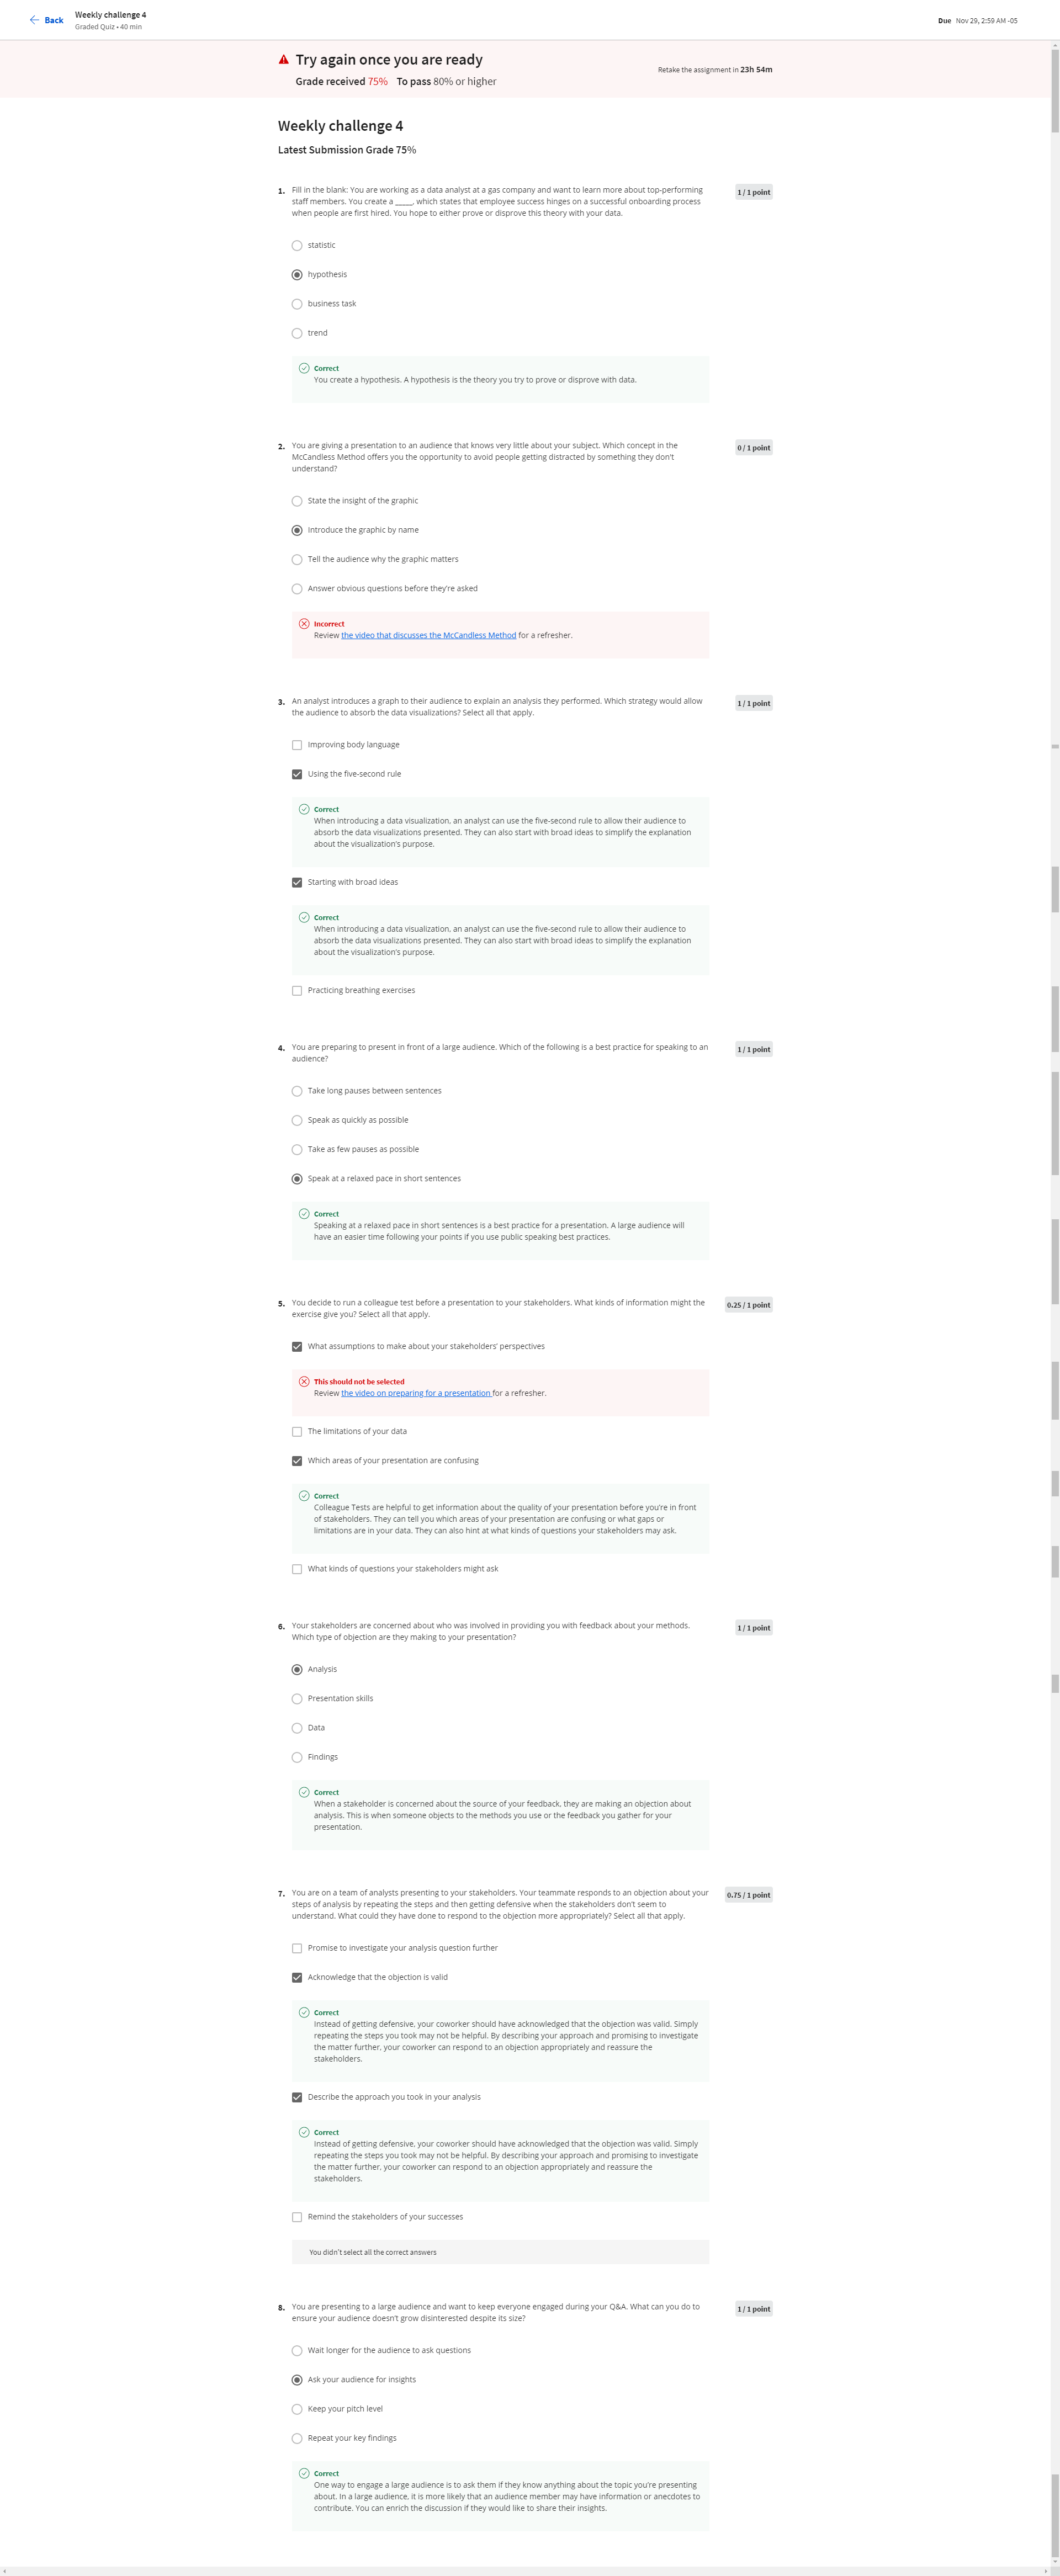 Back
Weekly challenge 4
Graded Quiz • 40 min
Due Nov 29, 2:59 AM -05
Try again once you are ready
Grade received 75% To pass 80% or higher
Retake the assignment in 23h 54m
Weekly challenge 4
Latest Submission Grade 75%
1. Fill in the blank: You are working as a data analyst at a gas company and want to learn more about top-performing
staff members. You create a _____, which states that employee success hinges on a successful onboarding process
when people are first hired. You hope to either prove or disprove this theory with your data.
1 / 1 point
statistic
hypothesis
business task
trend
Correct
You create a hypothesis. A hypothesis is the theory you try to prove or disprove with data.
2. You are giving a presentation to an audience that knows very little about your subject. Which concept in the
McCandless Method offers you the opportunity to avoid people getting distracted by something they don't
understand?
0 / 1 point
State the insight of the graphic
Introduce the graphic by name
Tell the audience why the graphic matters
Answer obvious questions before they're asked
Incorrect
Review the video that discusses the McCandless Method for a refresher.
3. An analyst introduces a graph to their audience to explain an analysis they performed. Which strategy would allow
the audience to absorb the data visualizations? Select all that apply.
1 / 1 point
Improving body language
Using the five-second rule
Correct
When introducing a data visualization, an analyst can use the five-second rule to allow their audience to
absorb the data visualizations presented. They can also start with broad ideas to simplify the explanation
about the visualization's purpose.
Starting with broad ideas
Correct
When introducing a data visualization, an analyst can use the five-second rule to allow their audience to
absorb the data visualizations presented. They can also start with broad ideas to simplify the explanation
about the visualization's purpose.
Practicing breathing exercises
4. You are preparing to present in front of a large audience. Which of the following is a best practice for speaking to an
audience?
1 / 1 point
Take long pauses between sentences
Speak as quickly as possible
Take as few pauses as possible
Speak at a relaxed pace in short sentences
Correct
Speaking at a relaxed pace in short sentences is a best practice for a presentation. A large audience will
have an easier time following your points if you use public speaking best practices.
5. You decide to run a colleague test before a presentation to your stakeholders. What kinds of information might the
exercise give you? Select all that apply.
0.25 / 1 point
What assumptions to make about your stakeholders' perspectives
This should not be selected
Review the video on preparing for a presentation for a refresher.
The limitations of your data
Which areas of your presentation are confusing
Correct
Colleague Tests are helpful to get information about the quality of your presentation before you're in front
of stakeholders. They can tell you which areas of your presentation are confusing or what gaps or
limitations are in your data. They can also hint at what kinds of questions your stakeholders may ask.
What kinds of questions your stakeholders might ask
6. Your stakeholders are concerned about who was involved in providing you with feedback about your methods.
Which type of objection are they making to your presentation?
1 / 1 point
Analysis
Presentation skills
Data
Findings
Correct
When a stakeholder is concerned about the source of your feedback, they are making an objection about
analysis. This is when someone objects to the methods you use or the feedback you gather for your
presentation.
7. You are on a team of analysts presenting to your stakeholders. Your teammate responds to an objection about your
steps of analysis by repeating the steps and then getting defensive when the stakeholders don't seem to
understand. What could they have done to respond to the objection more appropriately? Select all that apply.
0.75 / 1 point
Promise to investigate your analysis question further
Acknowledge that the objection is valid
Correct
Instead of getting defensive, your coworker should have acknowledged that the objection was valid. Simply
repeating the steps you took may not be helpful. By describing your approach and promising to investigate
the matter further, your coworker can respond to an objection appropriately and reassure the
stakeholders.
Describe the approach you took in your analysis
Correct
Instead of getting defensive, your coworker should have acknowledged that the objection was valid. Simply
repeating the steps you took may not be helpful. By describing your approach and promising to investigate
the matter further, your coworker can respond to an objection appropriately and reassure the
stakeholders.
Remind the stakeholders of your successes
You didn't select all the correct answers
8. You are presenting to a large audience and want to keep everyone engaged during your Q&A. What can you do to
ensure your audience doesn't grow disinterested despite its size?
1 / 1 point
Wait longer for the audience to ask questions
Ask your audience for insights
Keep your pitch level
Repeat your key findings
Correct
One way to engage a large audience is to ask them if they know anything about the topic you're presenting
about. In a large audience, it is more likely that an audience member may have information or anecdotes to
contribute. You can enrich the discussion if they would like to share their insights.